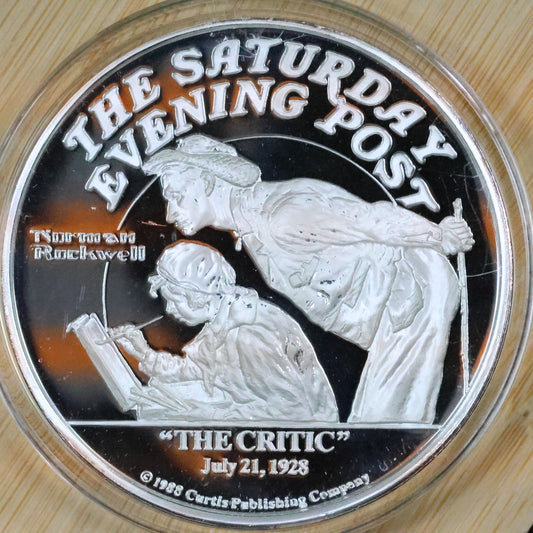 THE SATURDAY
EVENING POST
Norman
Rockwell
"THE CRITIC"
July 21, 1928
© 1988 Curtis Publishing Company